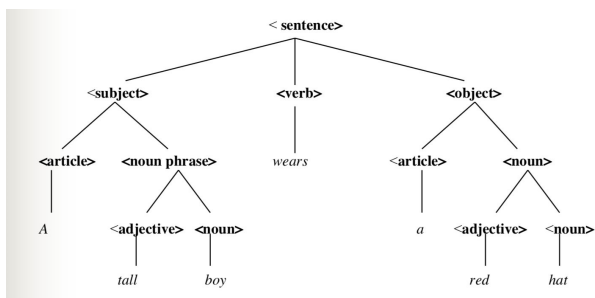 < sentence>
<subject> <verb> <object>
<article> <noun phrase> wears <article> <noun>
A <adjective> <noun> a <adjective> <noun>
tall boy red hat